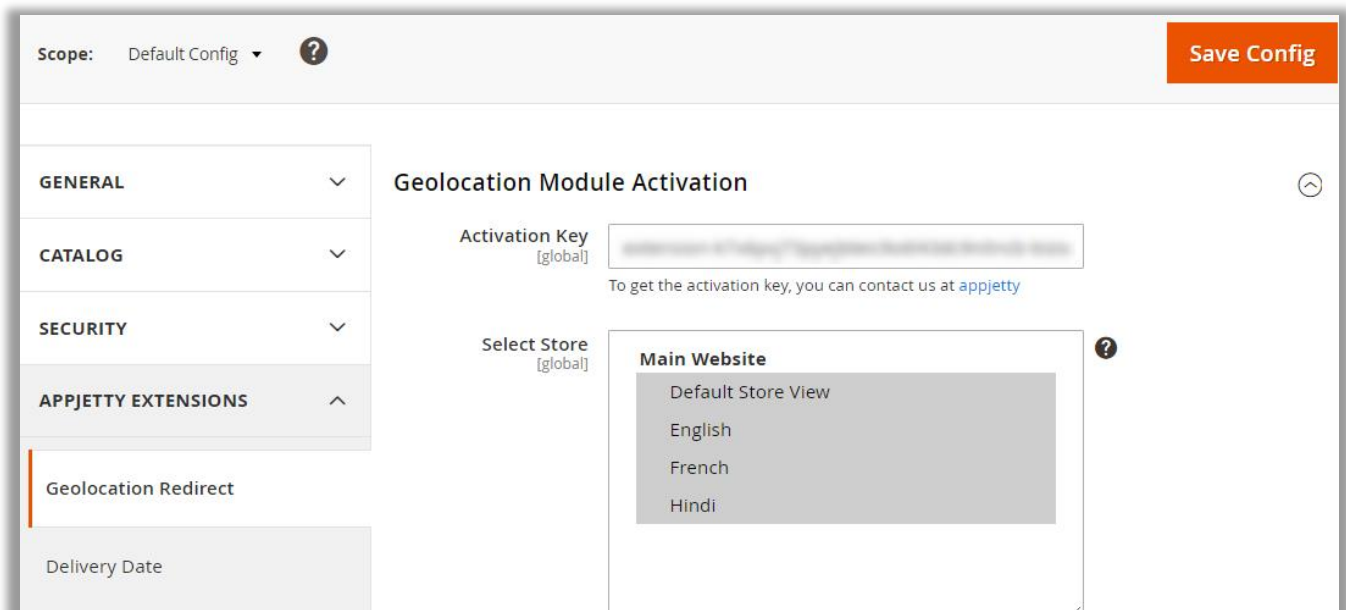 Scope: Default Config
Save Config
GENERAL
CATALOG
SECURITY
APPJETTY EXTENSIONS
Geolocation Redirect
Delivery Date
Geolocation Module Activation
Activation Key
[global]
To get the activation key, you can contact us at appjetty
Select Store
[global]
Main Website
Default Store View
English
French
Hindi